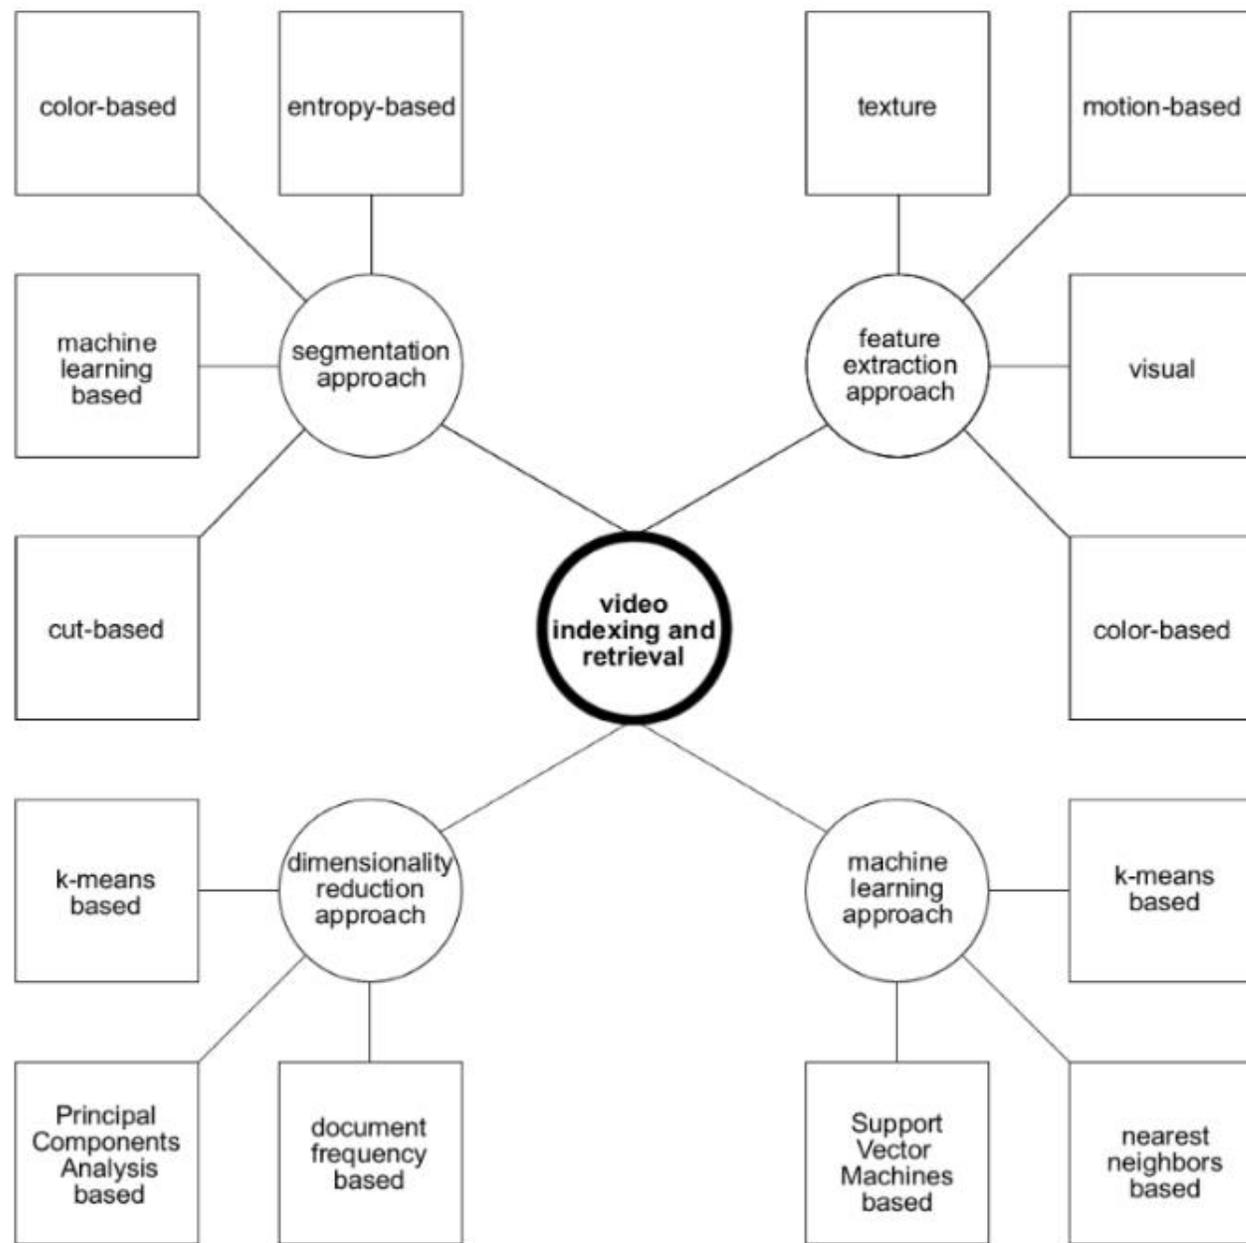 color-based
entropy-based
texture
motion-based
machine
learning
based
segmentation
approach
feature
extraction
approach
visual
cut-based
video
indexing and
retrieval
color-based
k-means
based
dimensionality
reduction
approach
machine
learning
approach
k-means
based
Principal
Components
Analysis
based
document
frequency
based
Support
Vector
Machines
based
nearest
neighbors
based